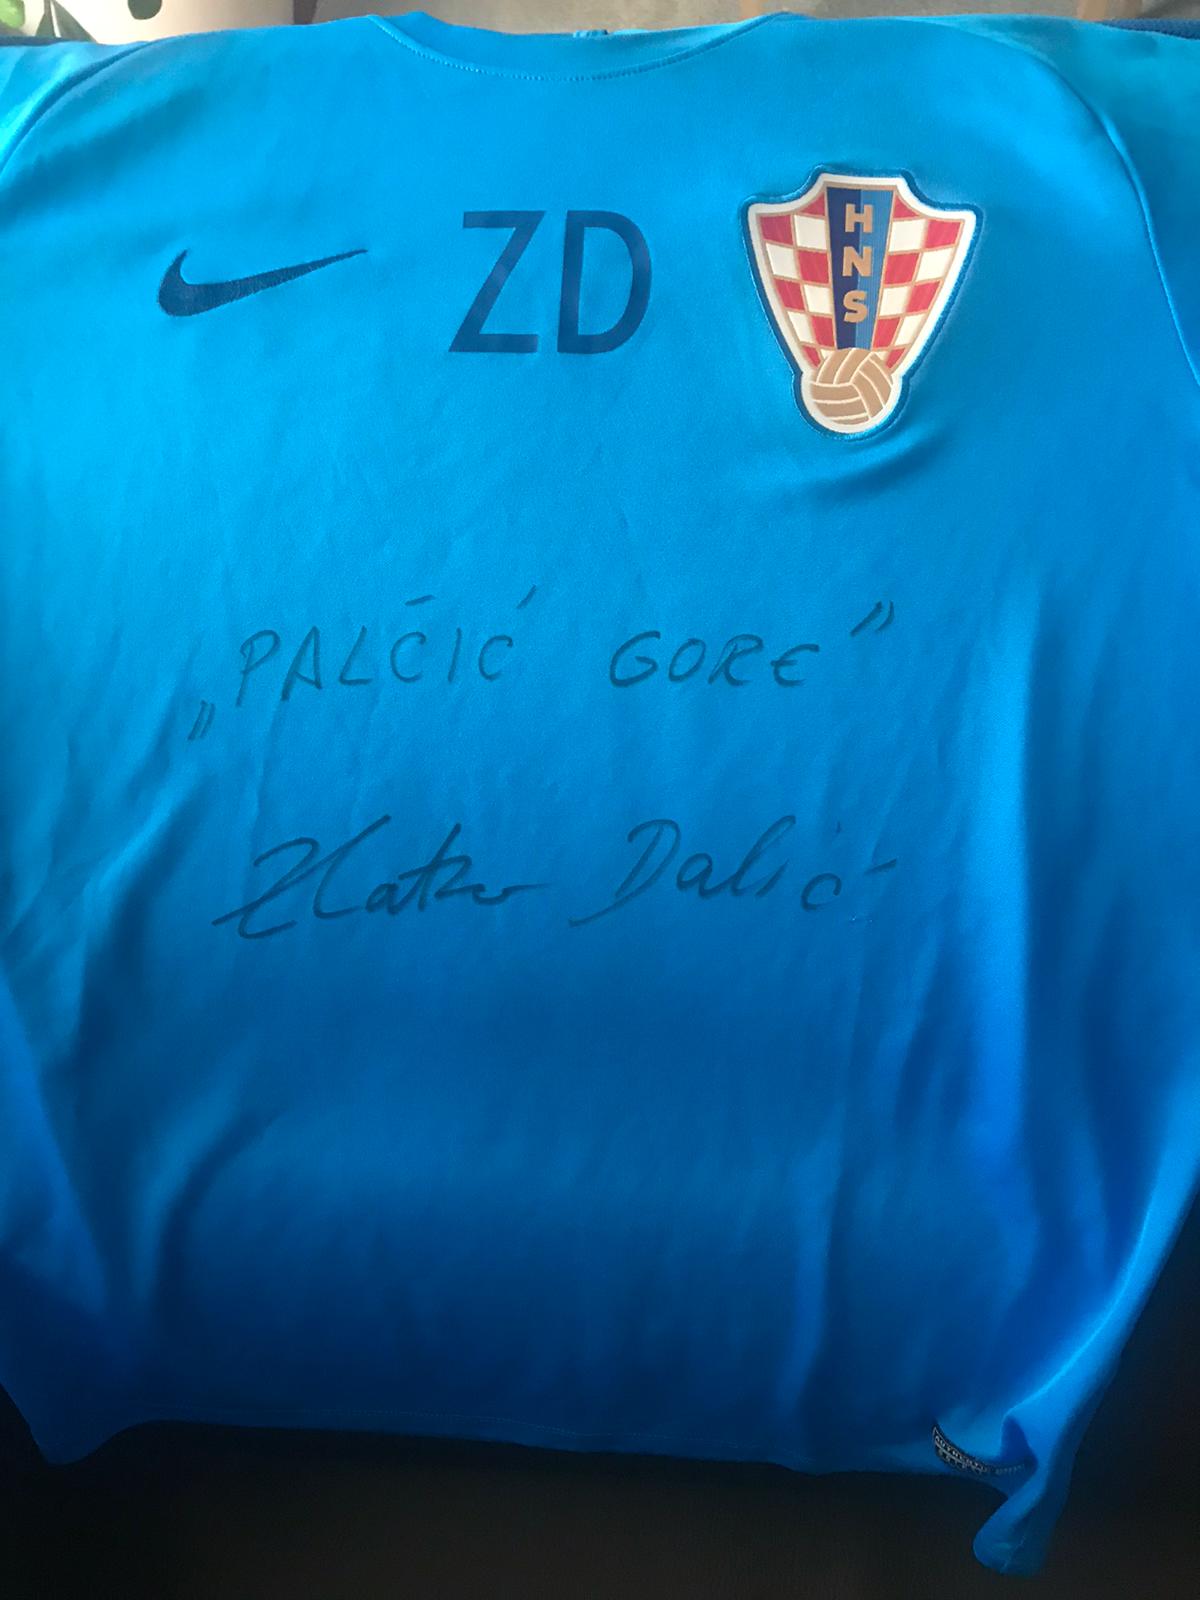 ZD
HNS
„PALČIĆ GORE”
Zlatko Dalić